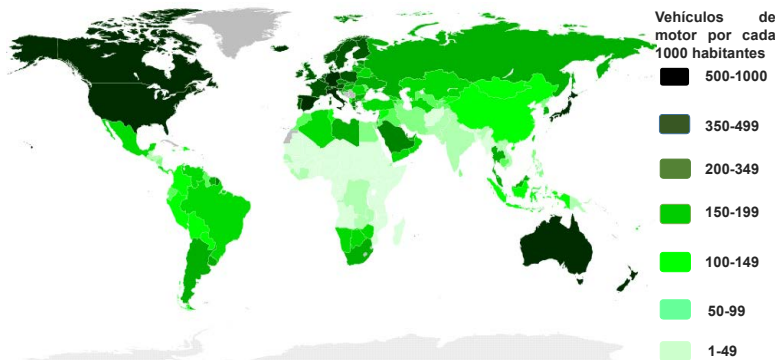 Vehículos de
motor por cada
1000 habitantes
500-1000
350-499
200-349
150-199
100-149
50-99
1-49